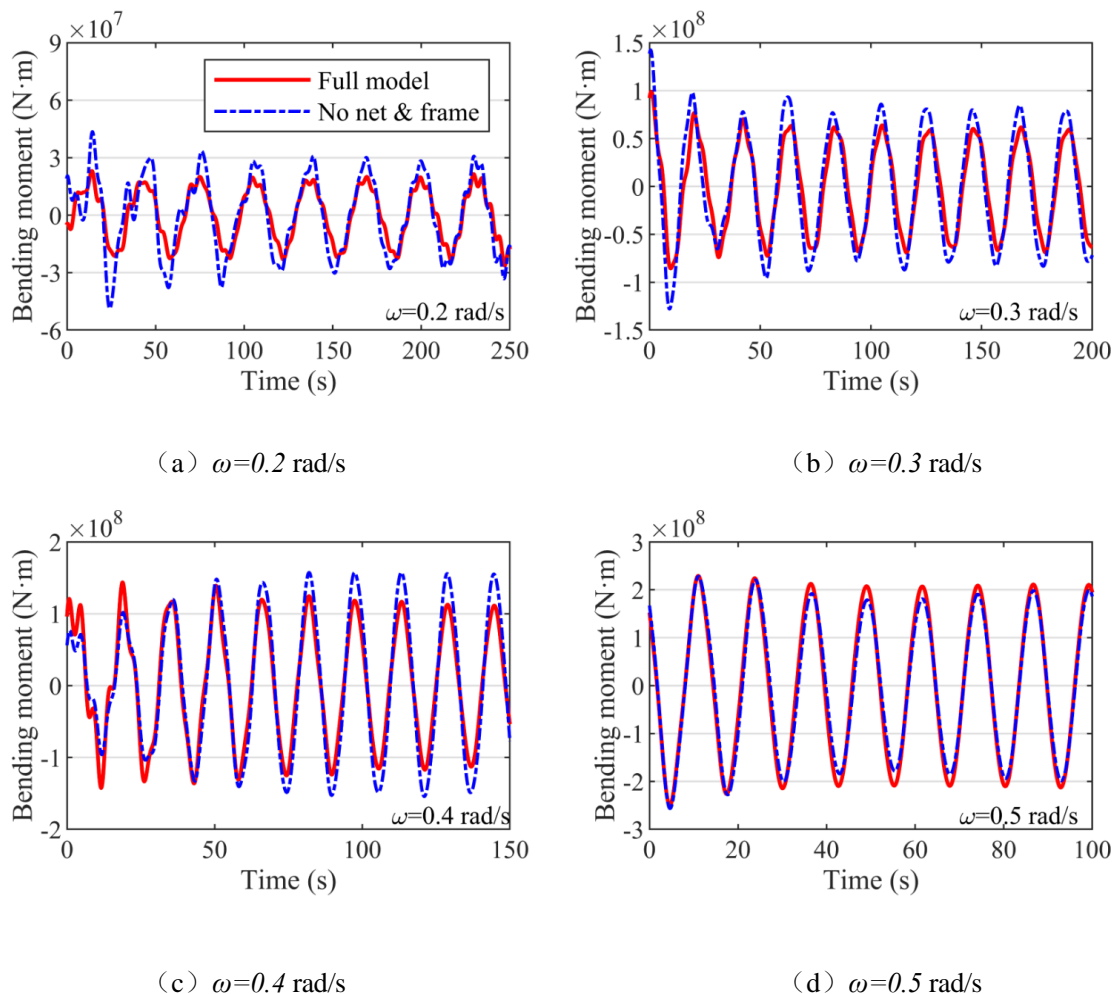 ×10^7
Bending moment (N·m)
9
6
3
0
-3
-6
Full model
No net & frame
ω=0.2 rad/s
0 50 100 150 200 250
Time (s)
(a) ω=0.2 rad/s
×10^8
Bending moment (N·m)
1.5
1
0.5
0
-0.5
-1
-1.5
ω=0.3 rad/s
0 50 100 150 200
Time (s)
(b) ω=0.3 rad/s
×10^8
Bending moment (N·m)
2
1
0
-1
-2
ω=0.4 rad/s
0 50 100 150
Time (s)
(c) ω=0.4 rad/s
×10^8
Bending moment (N·m)
3
2
1
0
-1
-2
-3
ω=0.5 rad/s
0 20 40 60 80 100
Time (s)
(d) ω=0.5 rad/s